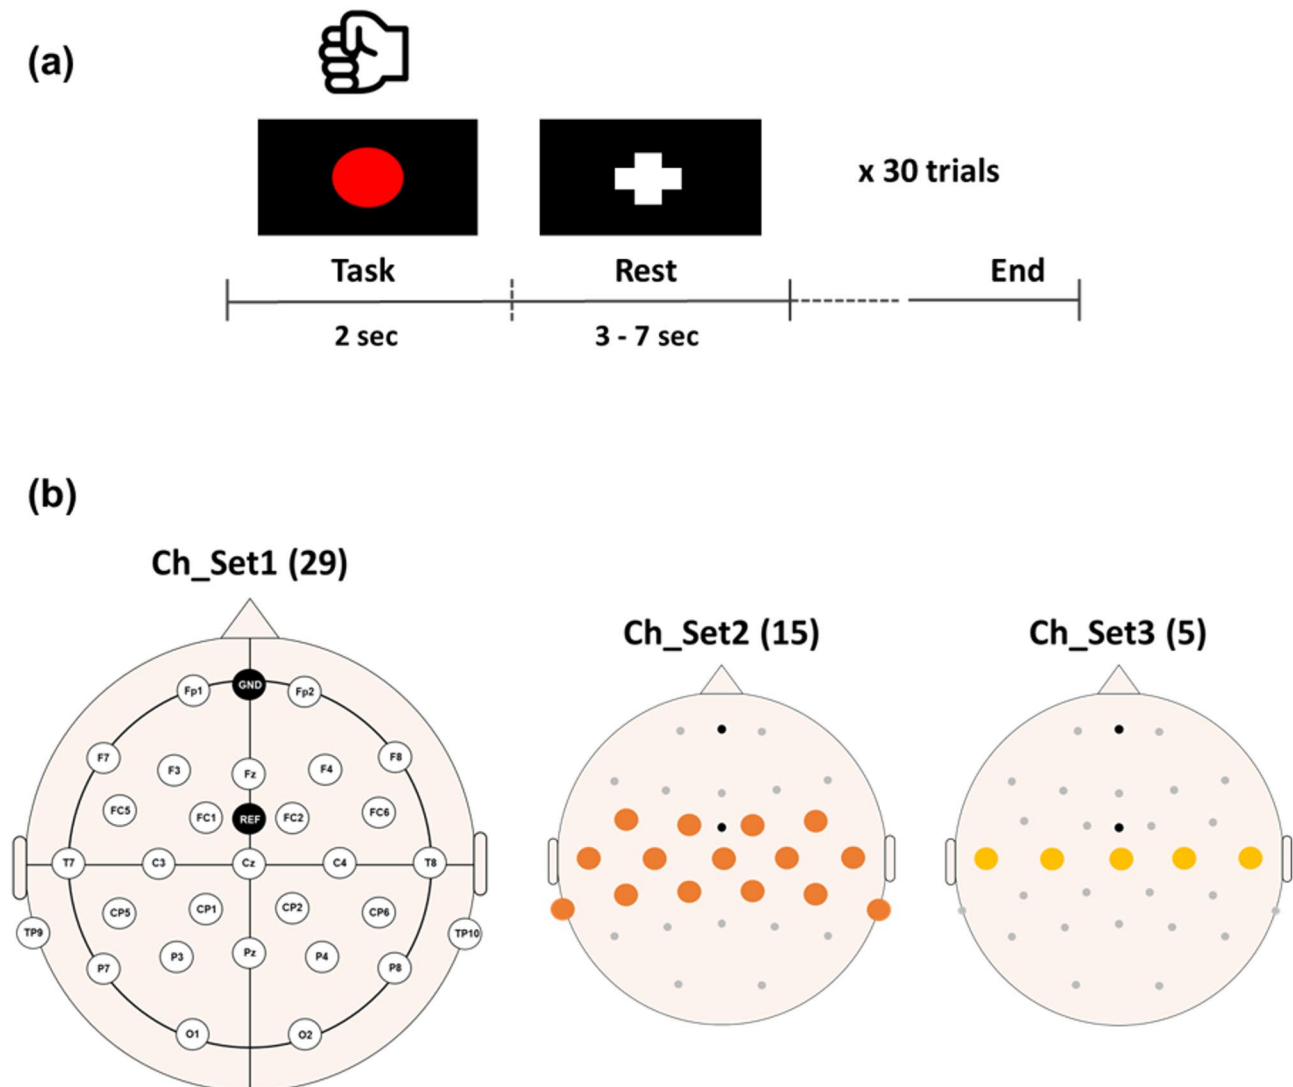 (a)
x 30 trials
Task Rest End
2 sec 3 - 7 sec
(b)
Ch_Set1 (29)
Ch_Set2 (15) Ch_Set3 (5)
Fp1 GND Fp2
F7 F3 Fz F4 F8
FC5 FC1 REF FC2 FC6
T7 C3 Cz C4 T8
CP5 CP1 CP2 CP6
TP9 TP10
P7 P3 Pz P4 P8
O1 O2